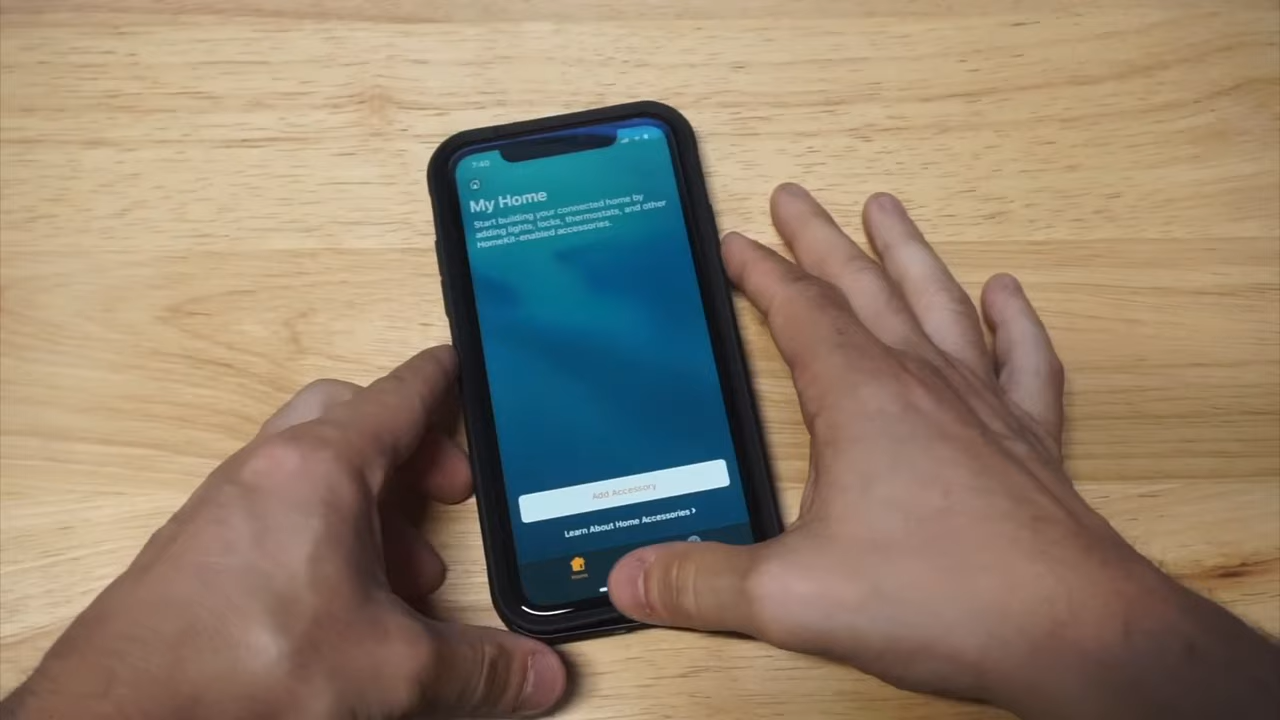 7:40
My Home
Start building your connected home by
adding lights, locks, thermostats, and other
HomeKit-enabled accessories.
Add Accessory
Learn About Home Accessories ›
Home